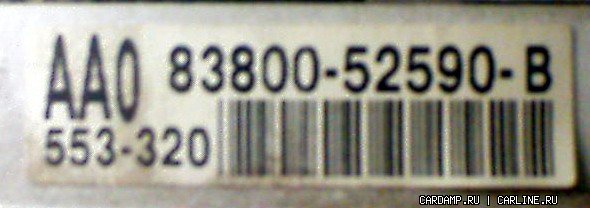 AA0 83800-52590-B
553-320
CARDAMP.RU | CARLINE.RU